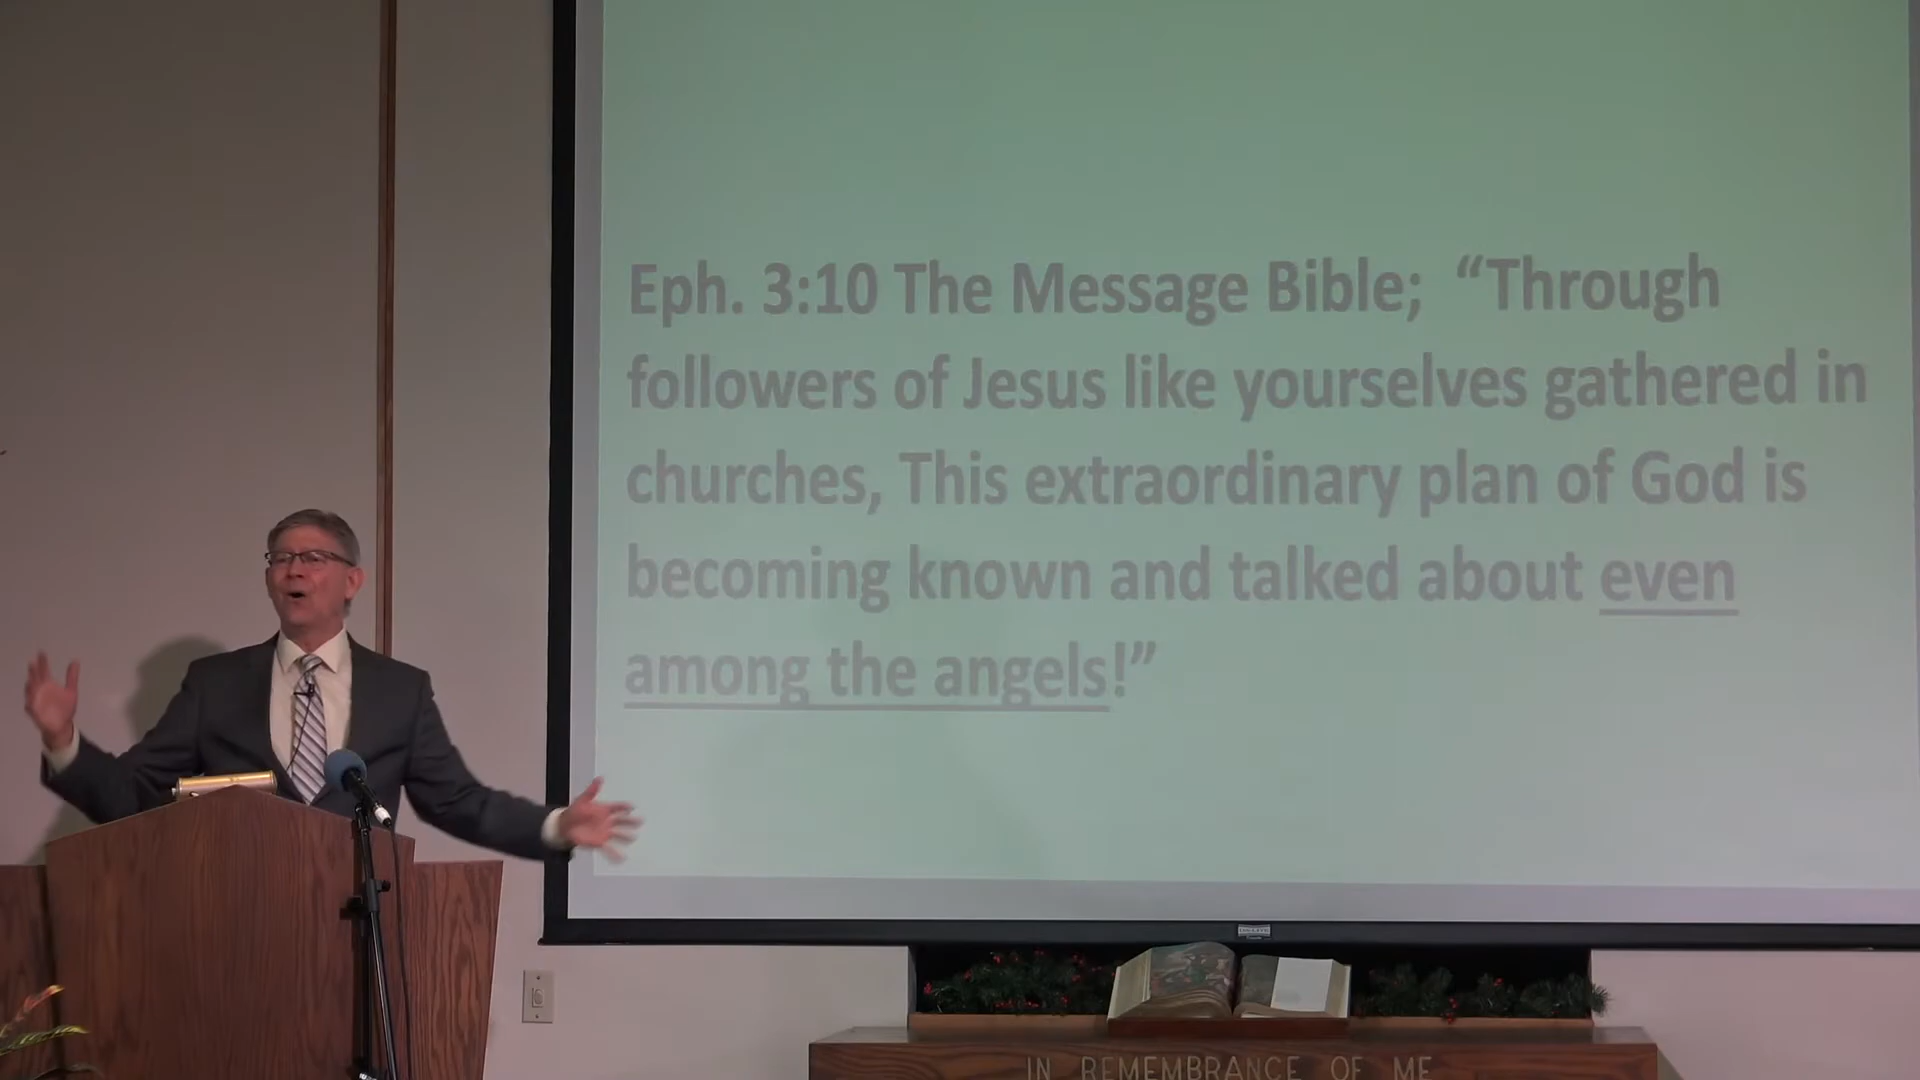 Eph. 3:10 The Message Bible; “Through
followers of Jesus like yourselves gathered in
churches, This extraordinary plan of God is
becoming known and talked about even
among the angels!”
IN REMEMBRANCE OF ME